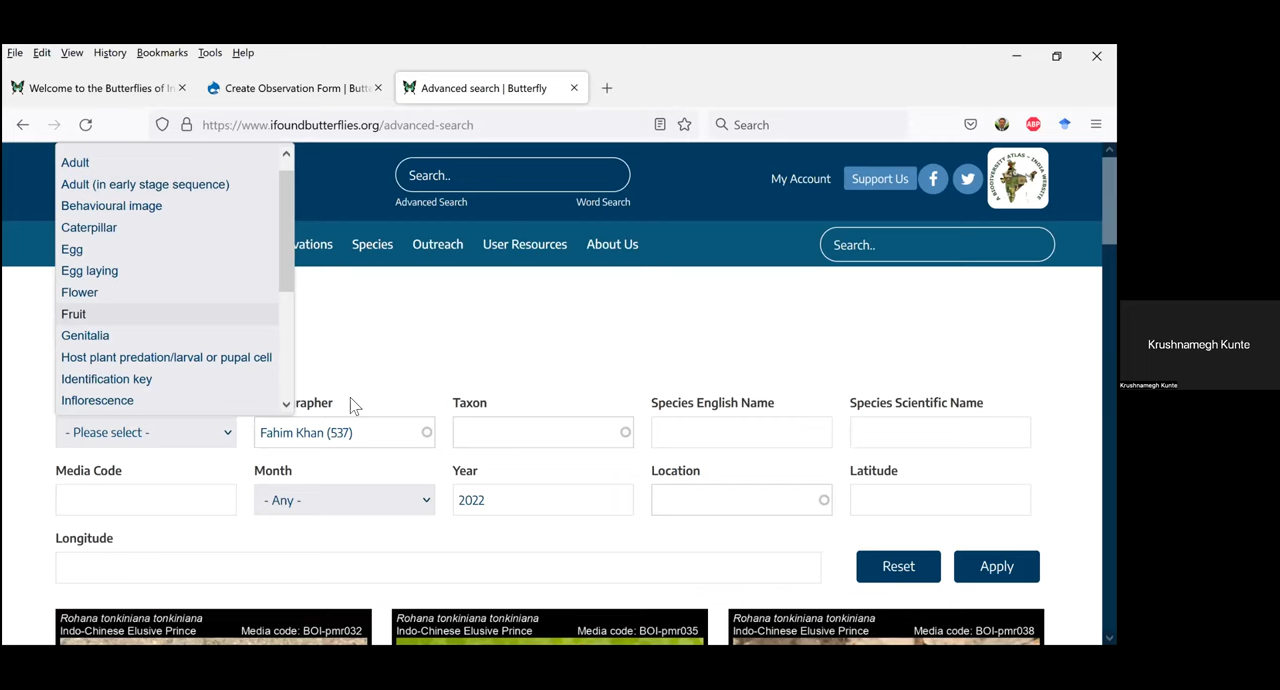 File Edit View History Bookmarks Tools Help
Welcome to the Butterflies of In
Create Observation Form | Butte
Advanced search | Butterfly
https://www.ifoundbutterflies.org/advanced-search
Search
ABP
Search..
Advanced Search Word Search
My Account Support Us
A BIODIVERSITY ATLAS - INDIA WEBSITE
vations Species Outreach User Resources About Us
Search..
Adult
Adult (in early stage sequence)
Behavioural image
Caterpillar
Egg
Egg laying
Flower
Fruit
Genitalia
Host plant predation/larval or pupal cell
Identification key
Inflorescence
rapher Taxon Species English Name Species Scientific Name
- Please select - Fahim Khan (537)
Media Code Month Year Location Latitude
- Any - 2022
Longitude
Reset Apply
Rohana tonkiniana tonkiniana
Indo-Chinese Elusive Prince Media code: BOI-pmr032
Rohana tonkiniana tonkiniana
Indo-Chinese Elusive Prince Media code: BOI-pmr035
Rohana tonkiniana tonkiniana
Indo-Chinese Elusive Prince Media code: BOI-pmr038
Krushnamegh Kunte
Krushnamegh Kunte